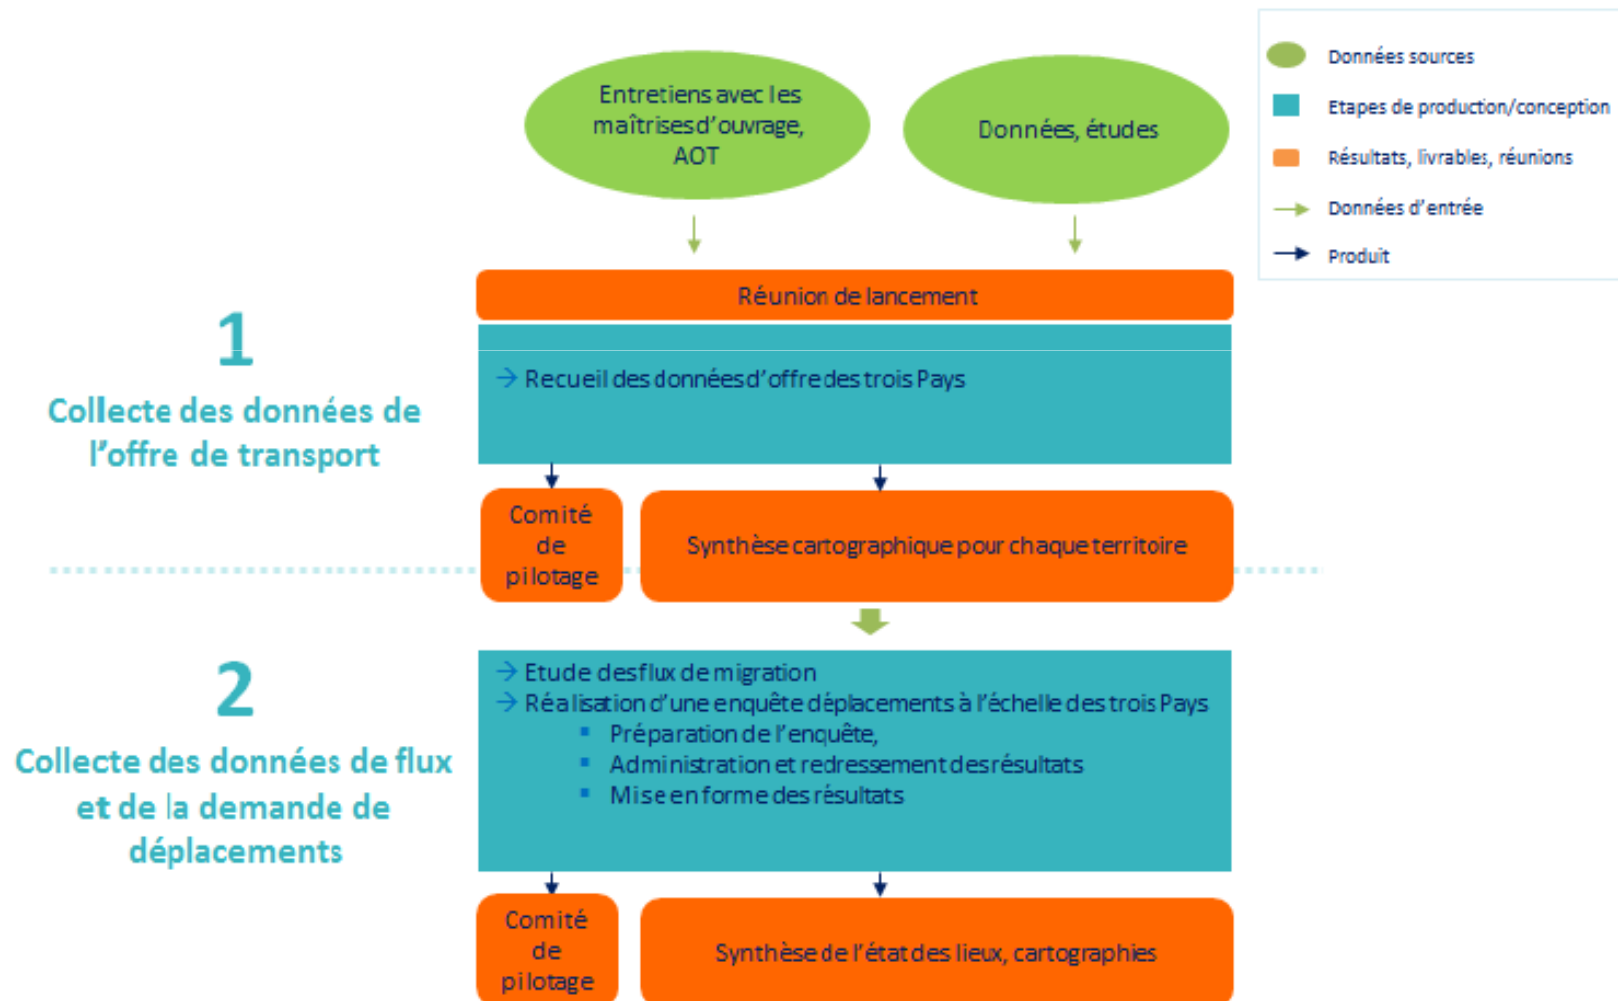 Entretiens avec les
maîtrises d'ouvrage,
AOT
Données, études
Données sources
Etapes de production/conception
Résultats, livrables, réunions
Données d'entrée
Produit
Réunion de lancement
1
Collecte des données de
l'offre de transport
→ Recueil des données d'offre des trois Pays
Comité
de
pilotage
Synthèse cartographique pour chaque territoire
2
Collecte des données de flux
et de la demande de
déplacements
→ Etude des flux de migration
→ Réalisation d'une enquête déplacements à l'échelle des trois Pays
▪ Préparation de l'enquête,
▪ Administration et redressement des résultats
▪ Mise en forme des résultats
Comité
de
pilotage
Synthèse de l'état des lieux, cartographies